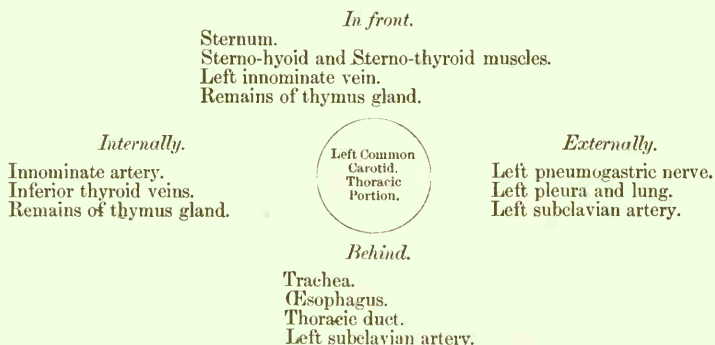 In front.
Sternum.
Sterno-hyoid and Sterno-thyroid muscles.
Left innominate vein.
Remains of thymus gland.
Internally.
Innominate artery.
Inferior thyroid veins.
Remains of thymus gland.
Left Common
Carotid.
Thoracic
Portion.
Externally.
Left pneumogastric nerve.
Left pleura and lung.
Left subclavian artery.
Behind.
Trachea.
Œsophagus.
Thoracic duct.
Left subclavian artery.